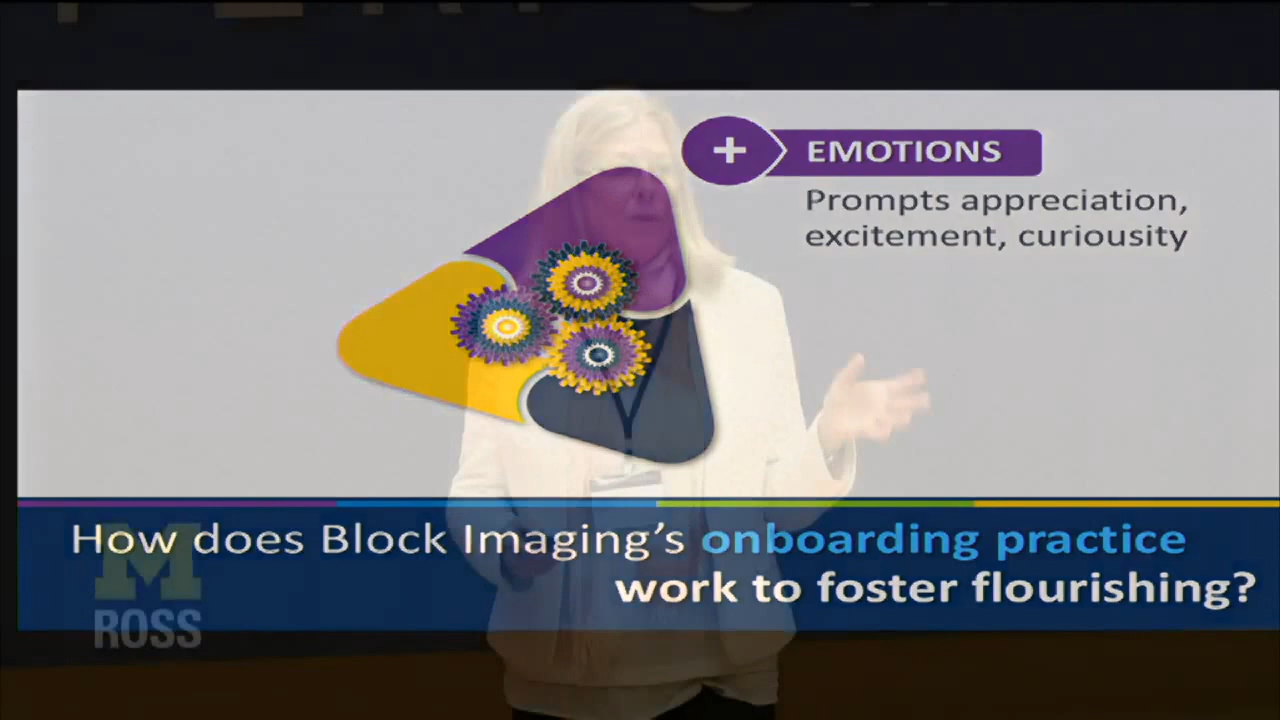 + EMOTIONS
Prompts appreciation,
excitement, curiousity
How does Block Imaging's onboarding practice
work to foster flourishing?
M
ROSS